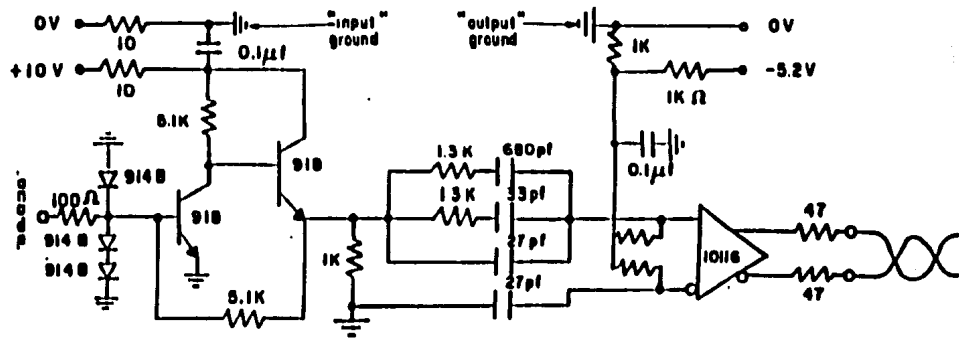 0V
10
"input"
ground
"output"
ground
0V
0.1μf
1K
+10V
10
1KΩ
-5.2V
5.1K
918
1.3K
680pf
0.1μf
914B
100Ω
918
1.3K
33pf
47
914B
27pf
10116
914B
1K
27pf
47
5.1K